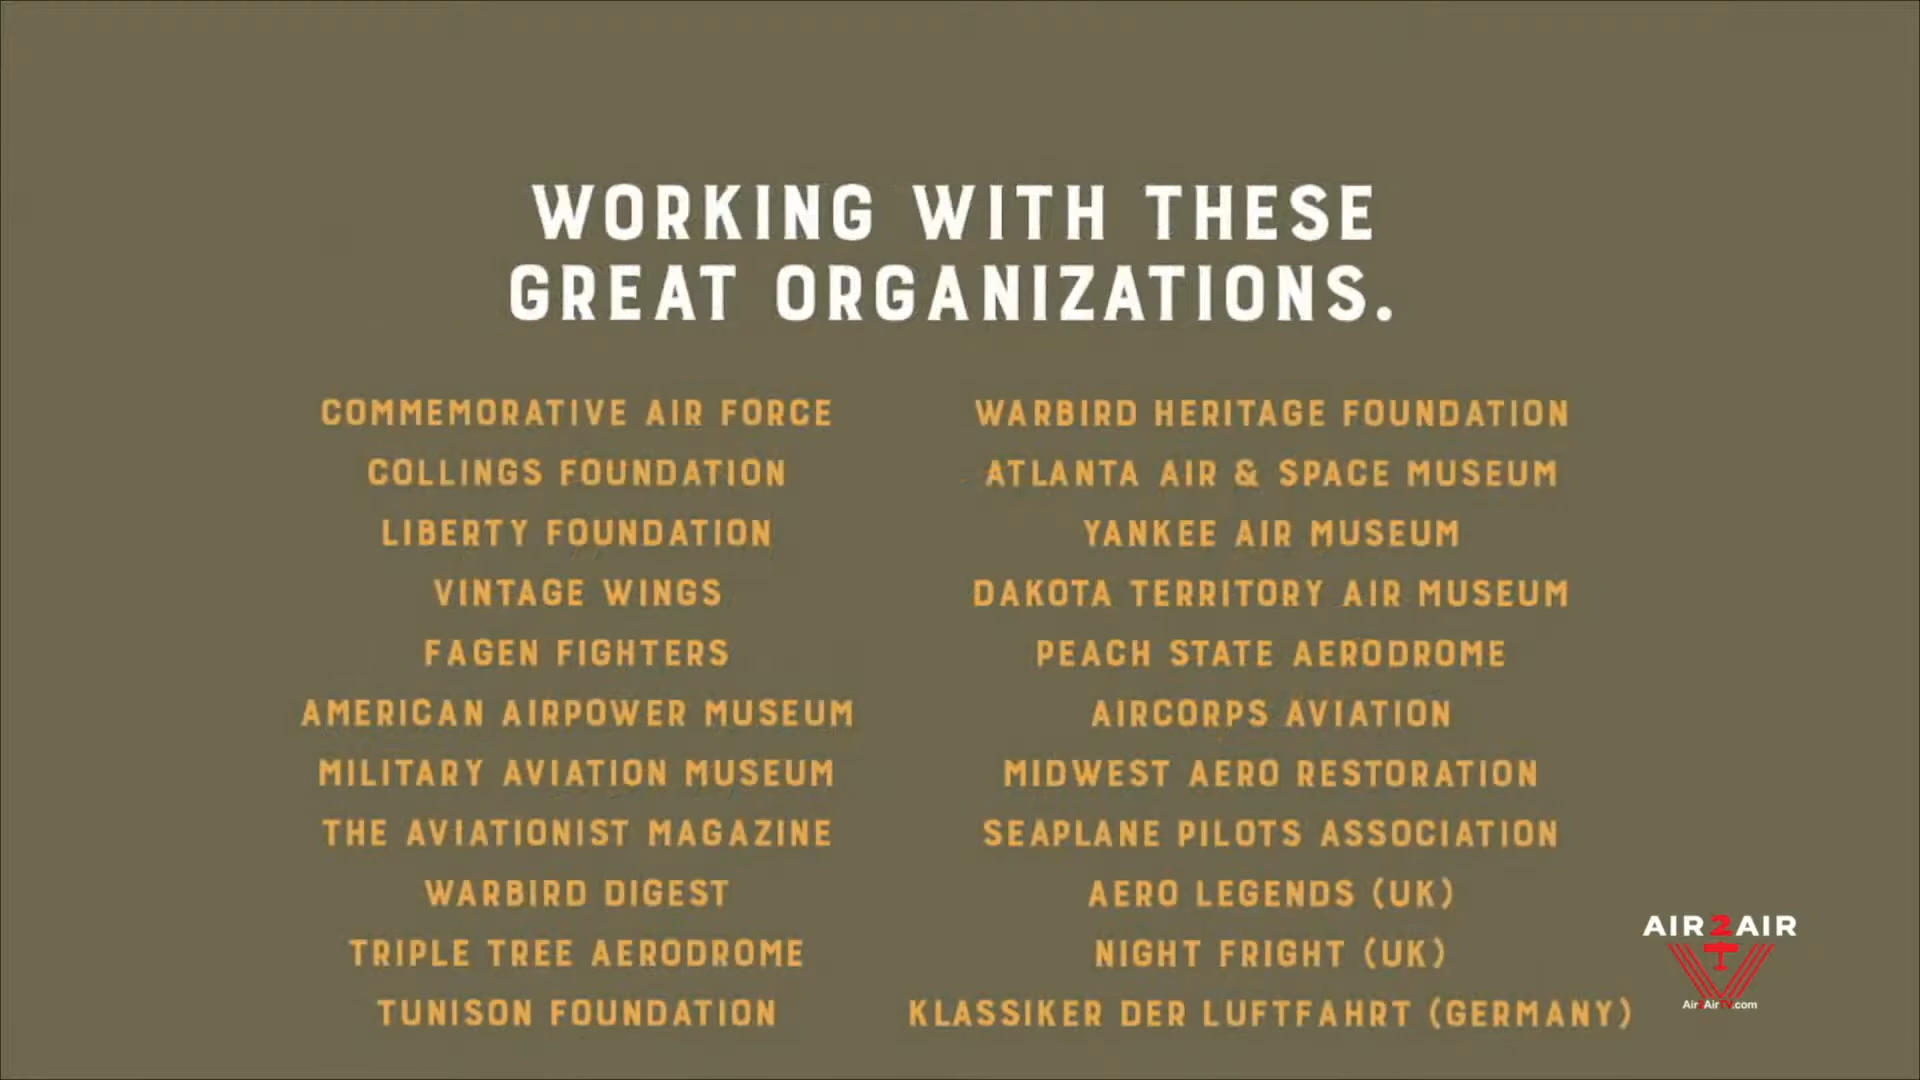 WORKING WITH THESE
GREAT ORGANIZATIONS.
COMMEMORATIVE AIR FORCE
COLLINGS FOUNDATION
LIBERTY FOUNDATION
VINTAGE WINGS
FAGEN FIGHTERS
AMERICAN AIRPOWER MUSEUM
MILITARY AVIATION MUSEUM
THE AVIATIONIST MAGAZINE
WARBIRD DIGEST
TRIPLE TREE AERODROME
TUNISON FOUNDATION
WARBIRD HERITAGE FOUNDATION
ATLANTA AIR & SPACE MUSEUM
YANKEE AIR MUSEUM
DAKOTA TERRITORY AIR MUSEUM
PEACH STATE AERODROME
AIRCORPS AVIATION
MIDWEST AERO RESTORATION
SEAPLANE PILOTS ASSOCIATION
AERO LEGENDS (UK)
NIGHT FRIGHT (UK)
KLASSIKER DER LUFTFAHRT (GERMANY)
AIR2AIR
Air2AirTV.com